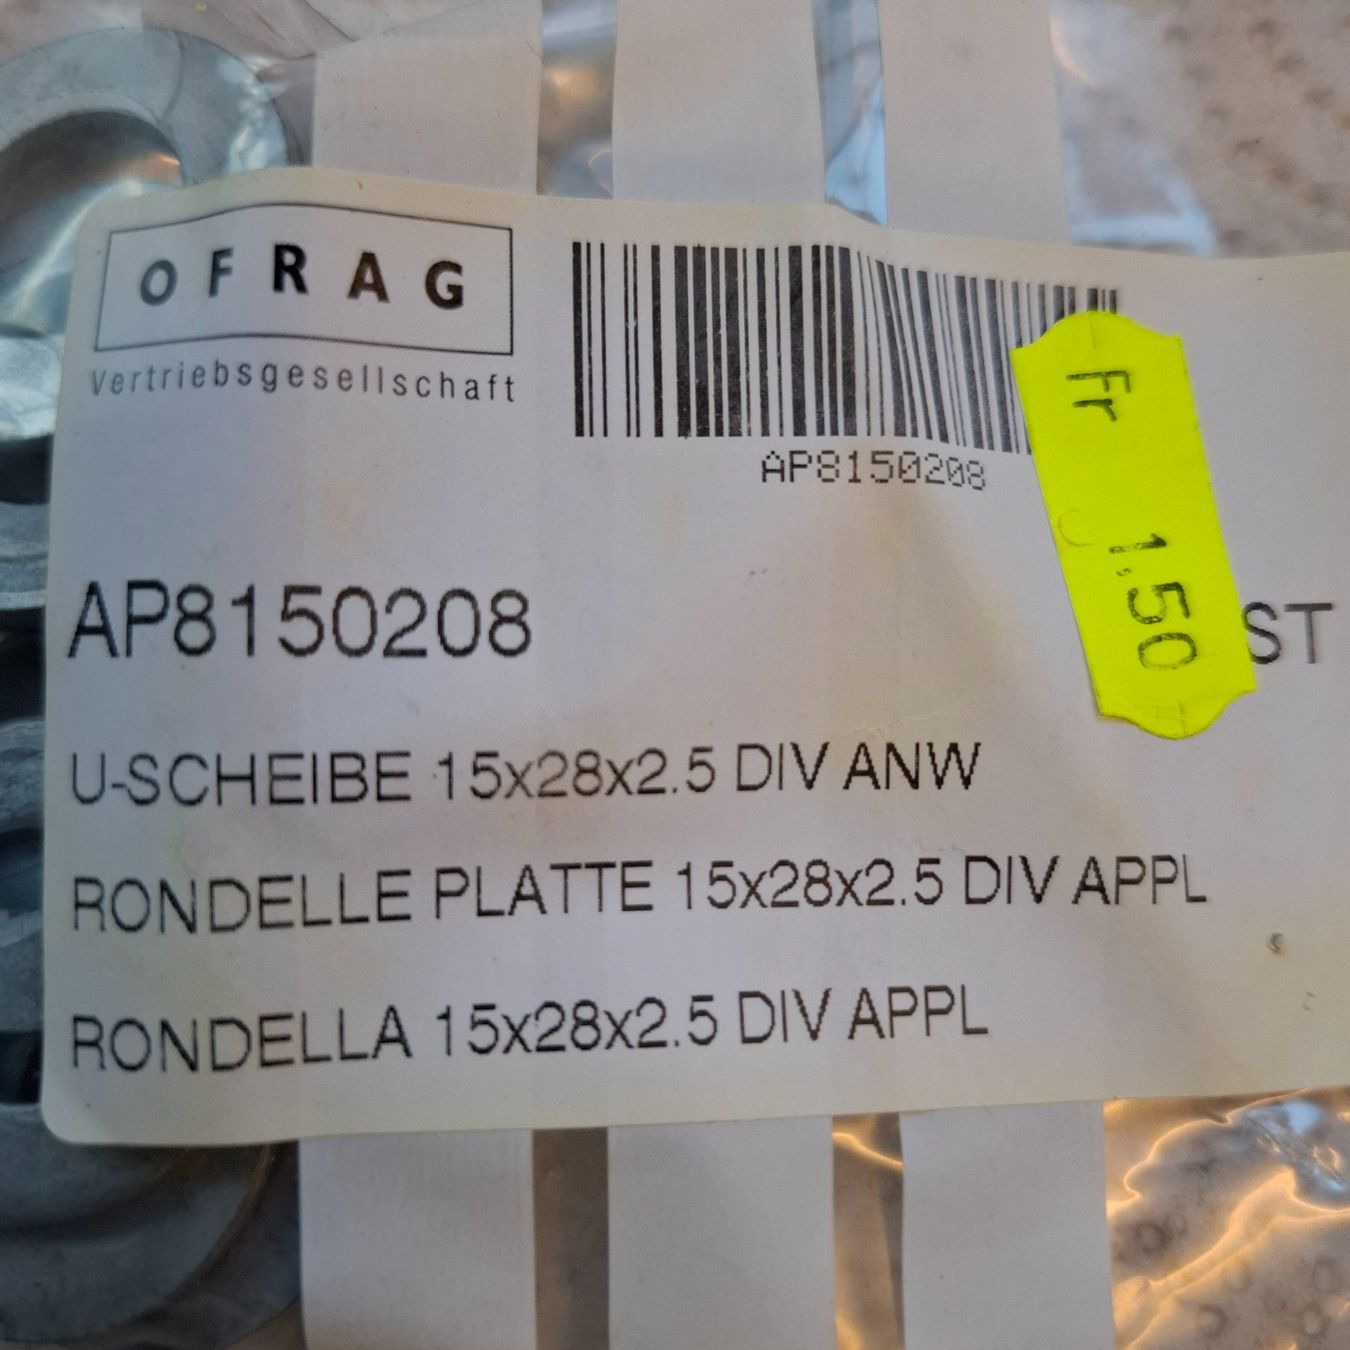 OFRAG
Vertriebsgesellschaft
AP8150208
Fr 1,50
AP8150208
ST
U-SCHEIBE 15x28x2.5 DIV ANW
RONDELLE PLATTE 15x28x2.5 DIV APPL
RONDELLA 15x28x2.5 DIV APPL